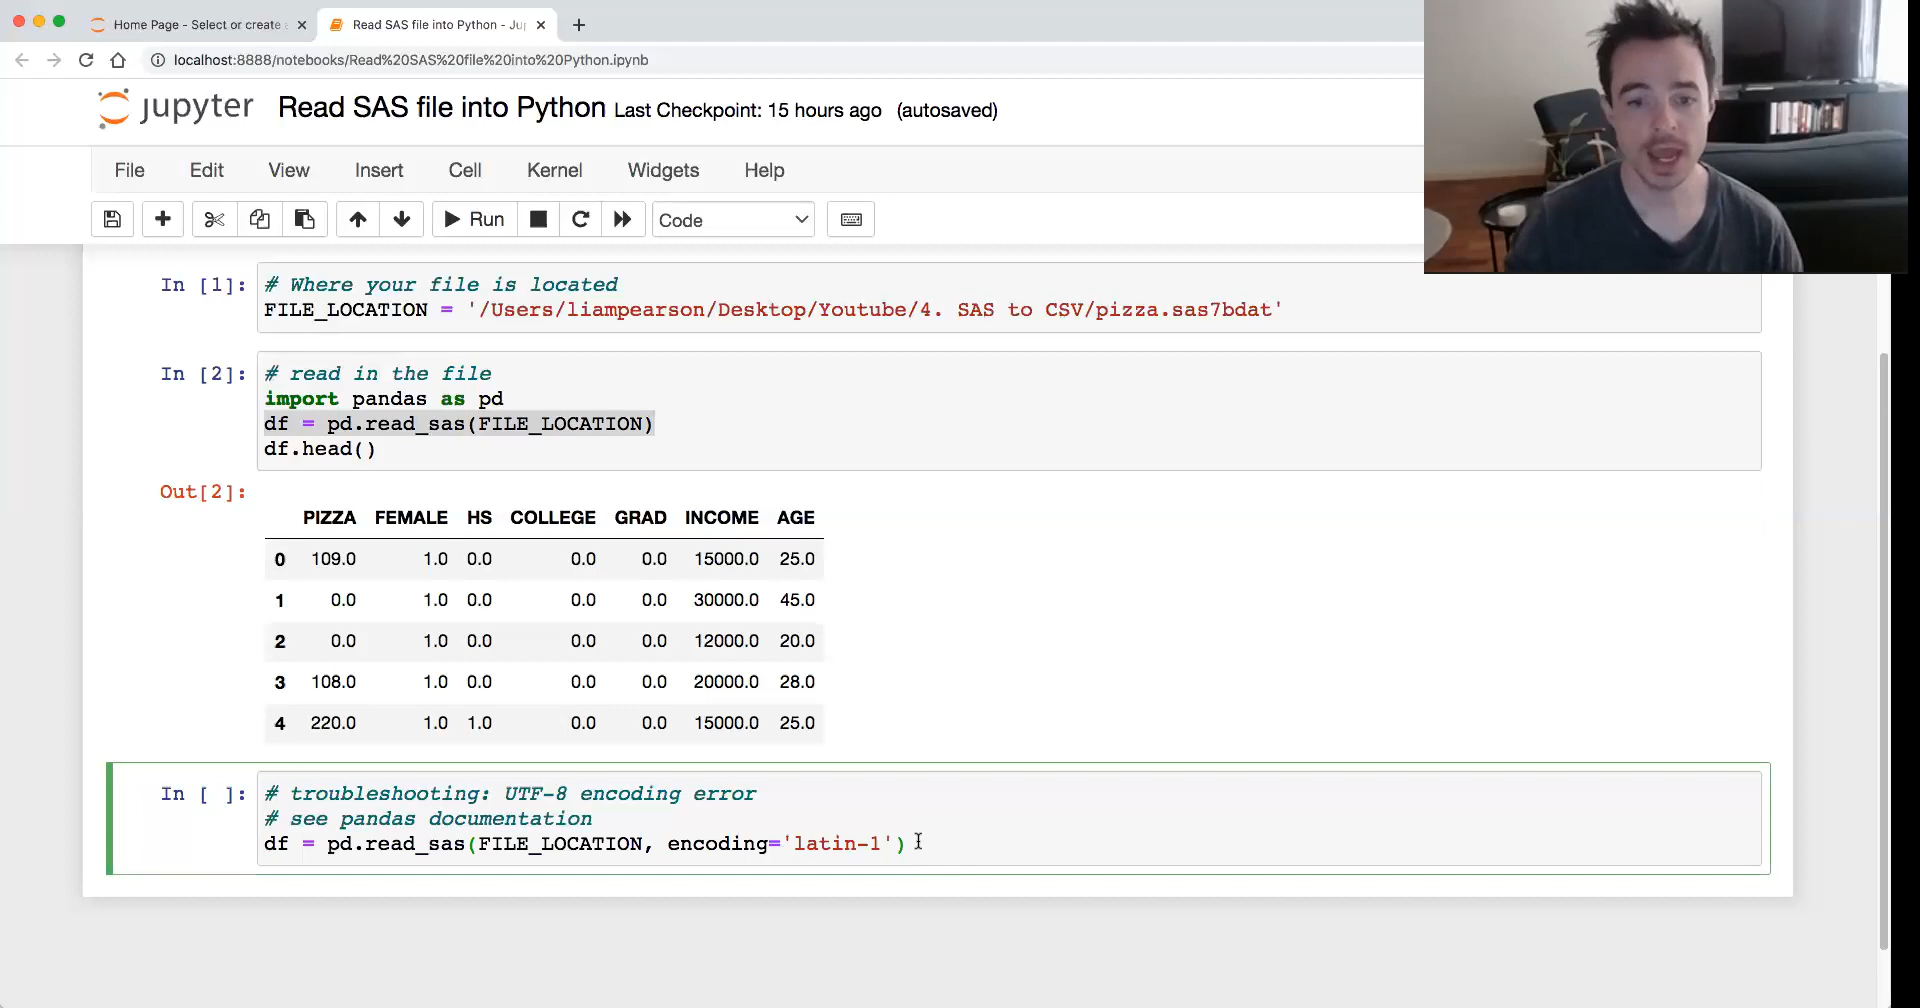 Home Page - Select or create
Read SAS file into Python - Ju
localhost:8888/notebooks/Read%20SAS%20file%20into%20Python.ipynb
jupyter Read SAS file into Python Last Checkpoint: 15 hours ago (autosaved)
File Edit View Insert Cell Kernel Widgets Help
Run Code
In [1]: # Where your file is located
FILE_LOCATION = '/Users/liampearson/Desktop/Youtube/4. SAS to CSV/pizza.sas7bdat'
In [2]: # read in the file
import pandas as pd
df = pd.read_sas(FILE_LOCATION)
df.head()
Out[2]:
PIZZA FEMALE HS COLLEGE GRAD INCOME AGE
0 109.0 1.0 0.0 0.0 0.0 15000.0 25.0
1 0.0 1.0 0.0 0.0 0.0 30000.0 45.0
2 0.0 1.0 0.0 0.0 0.0 12000.0 20.0
3 108.0 1.0 0.0 0.0 0.0 20000.0 28.0
4 220.0 1.0 1.0 0.0 0.0 15000.0 25.0
In [ ]: # troubleshooting: UTF-8 encoding error
# see pandas documentation
df = pd.read_sas(FILE_LOCATION, encoding='latin-1')